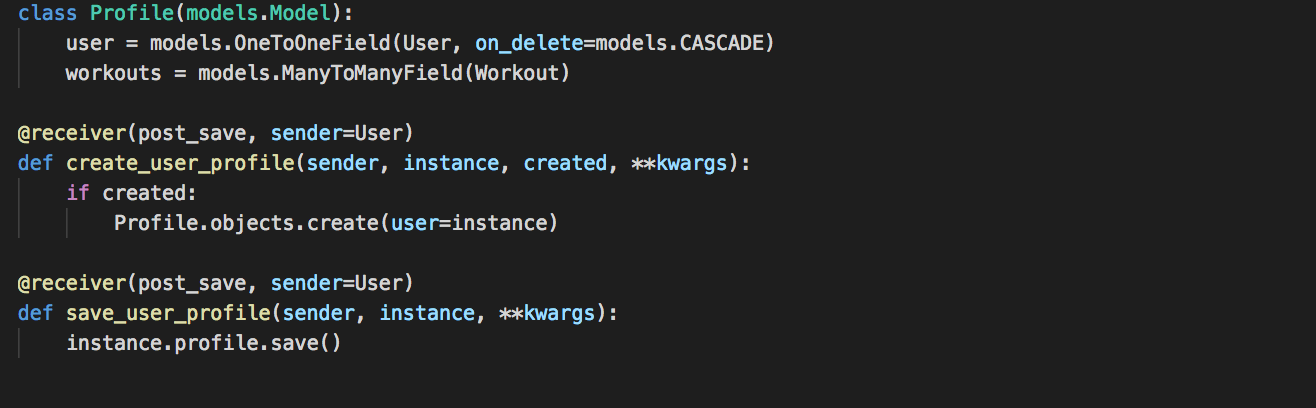 class Profile(models.Model):
    user = models.OneToOneField(User, on_delete=models.CASCADE)
    workouts = models.ManyToManyField(Workout)
@receiver(post_save, sender=User)
def create_user_profile(sender, instance, created, **kwargs):
    if created:
        Profile.objects.create(user=instance)
@receiver(post_save, sender=User)
def save_user_profile(sender, instance, **kwargs):
    instance.profile.save()